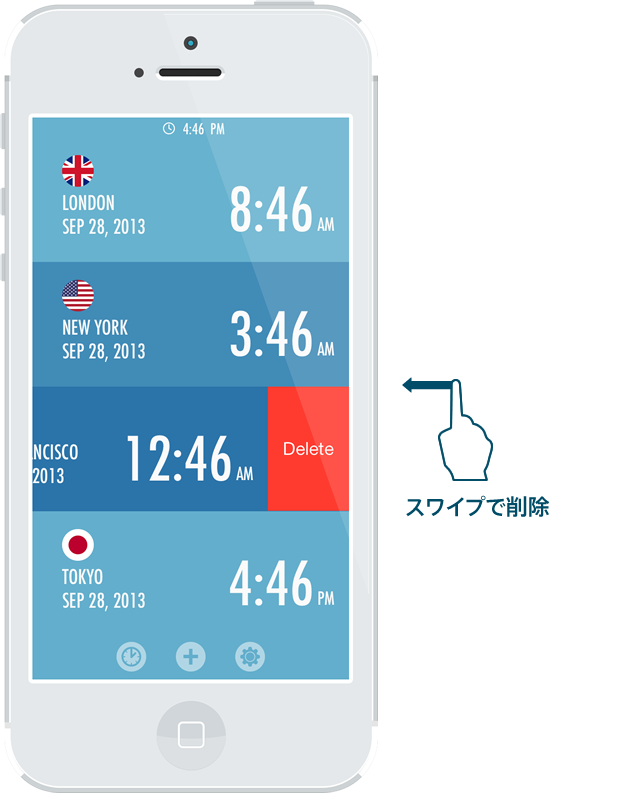 4:46 PM
LONDON
SEP 28, 2013
8:46 AM
NEW YORK
SEP 28, 2013
3:46 AM
NCISCO
2013
12:46 AM
Delete
スワイプで削除
TOKYO
SEP 28, 2013
4:46 PM